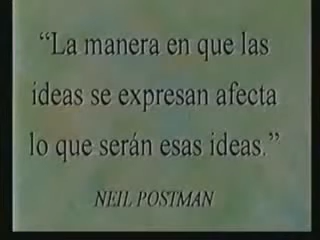 “La manera en que las
ideas se expresan afecta
lo que serán esas ideas.”
NEIL POSTMAN